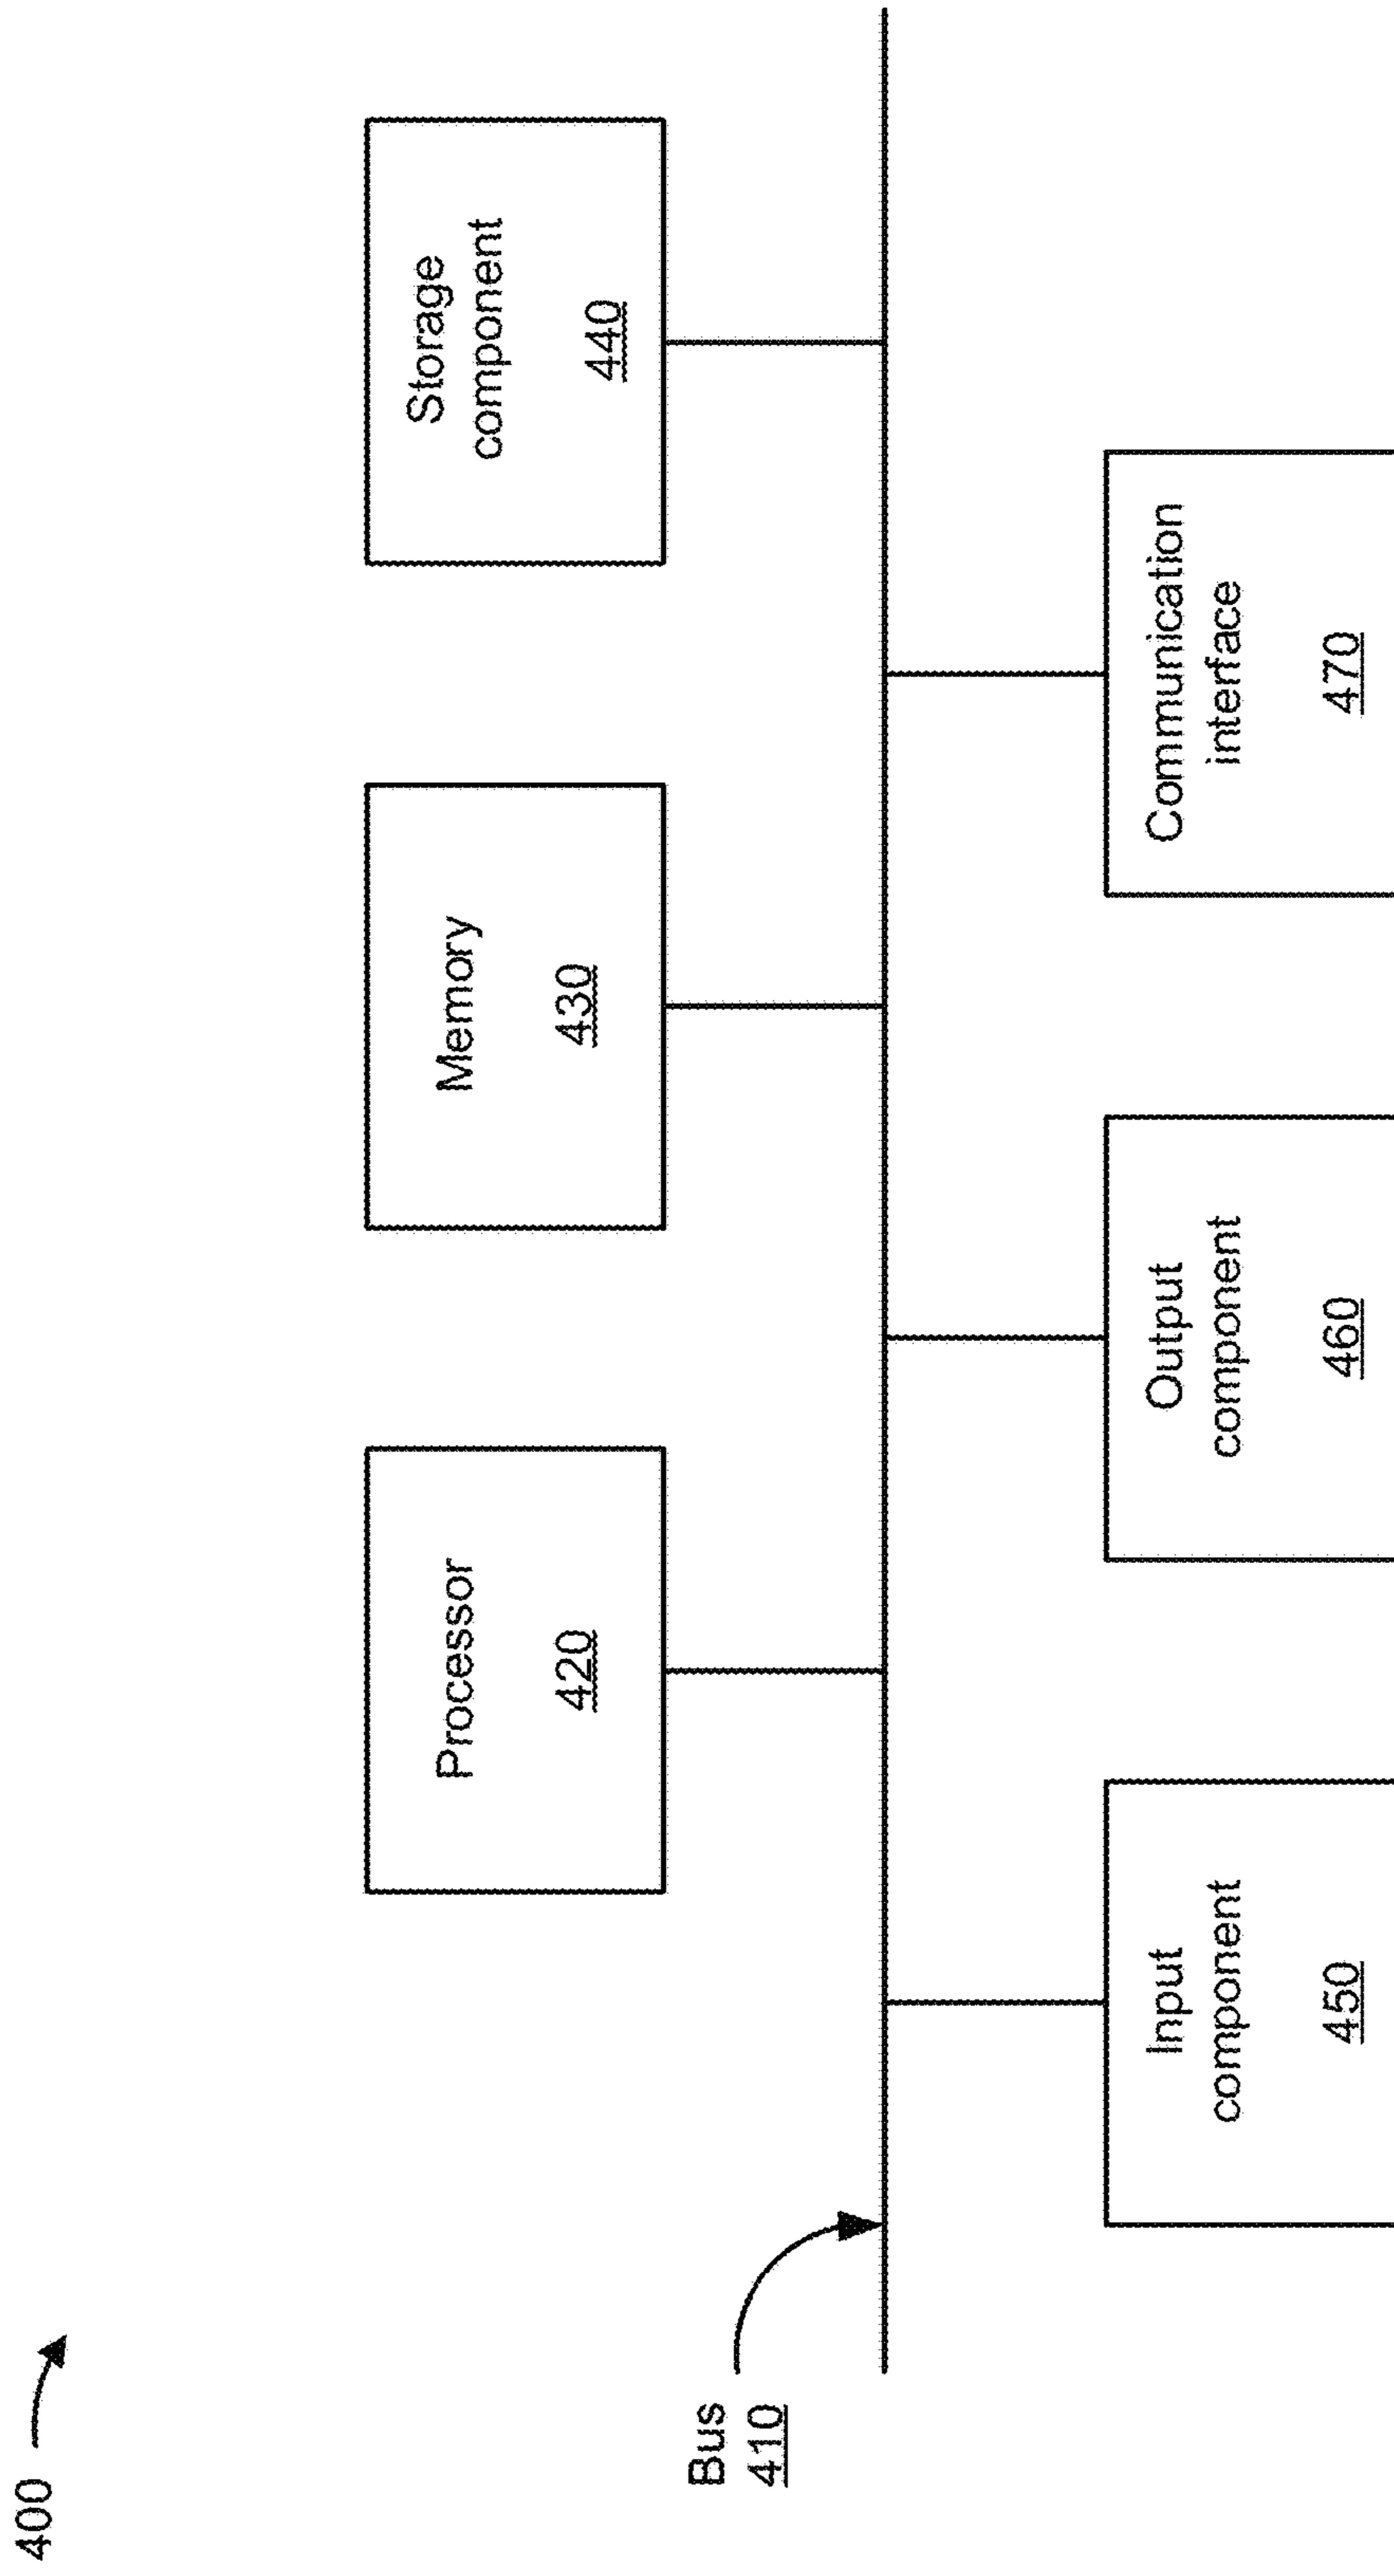 400
Processor
420
Memory
430
Storage
component
440
Bus
410
Input
component
450
Output
component
460
Communication
interface
470